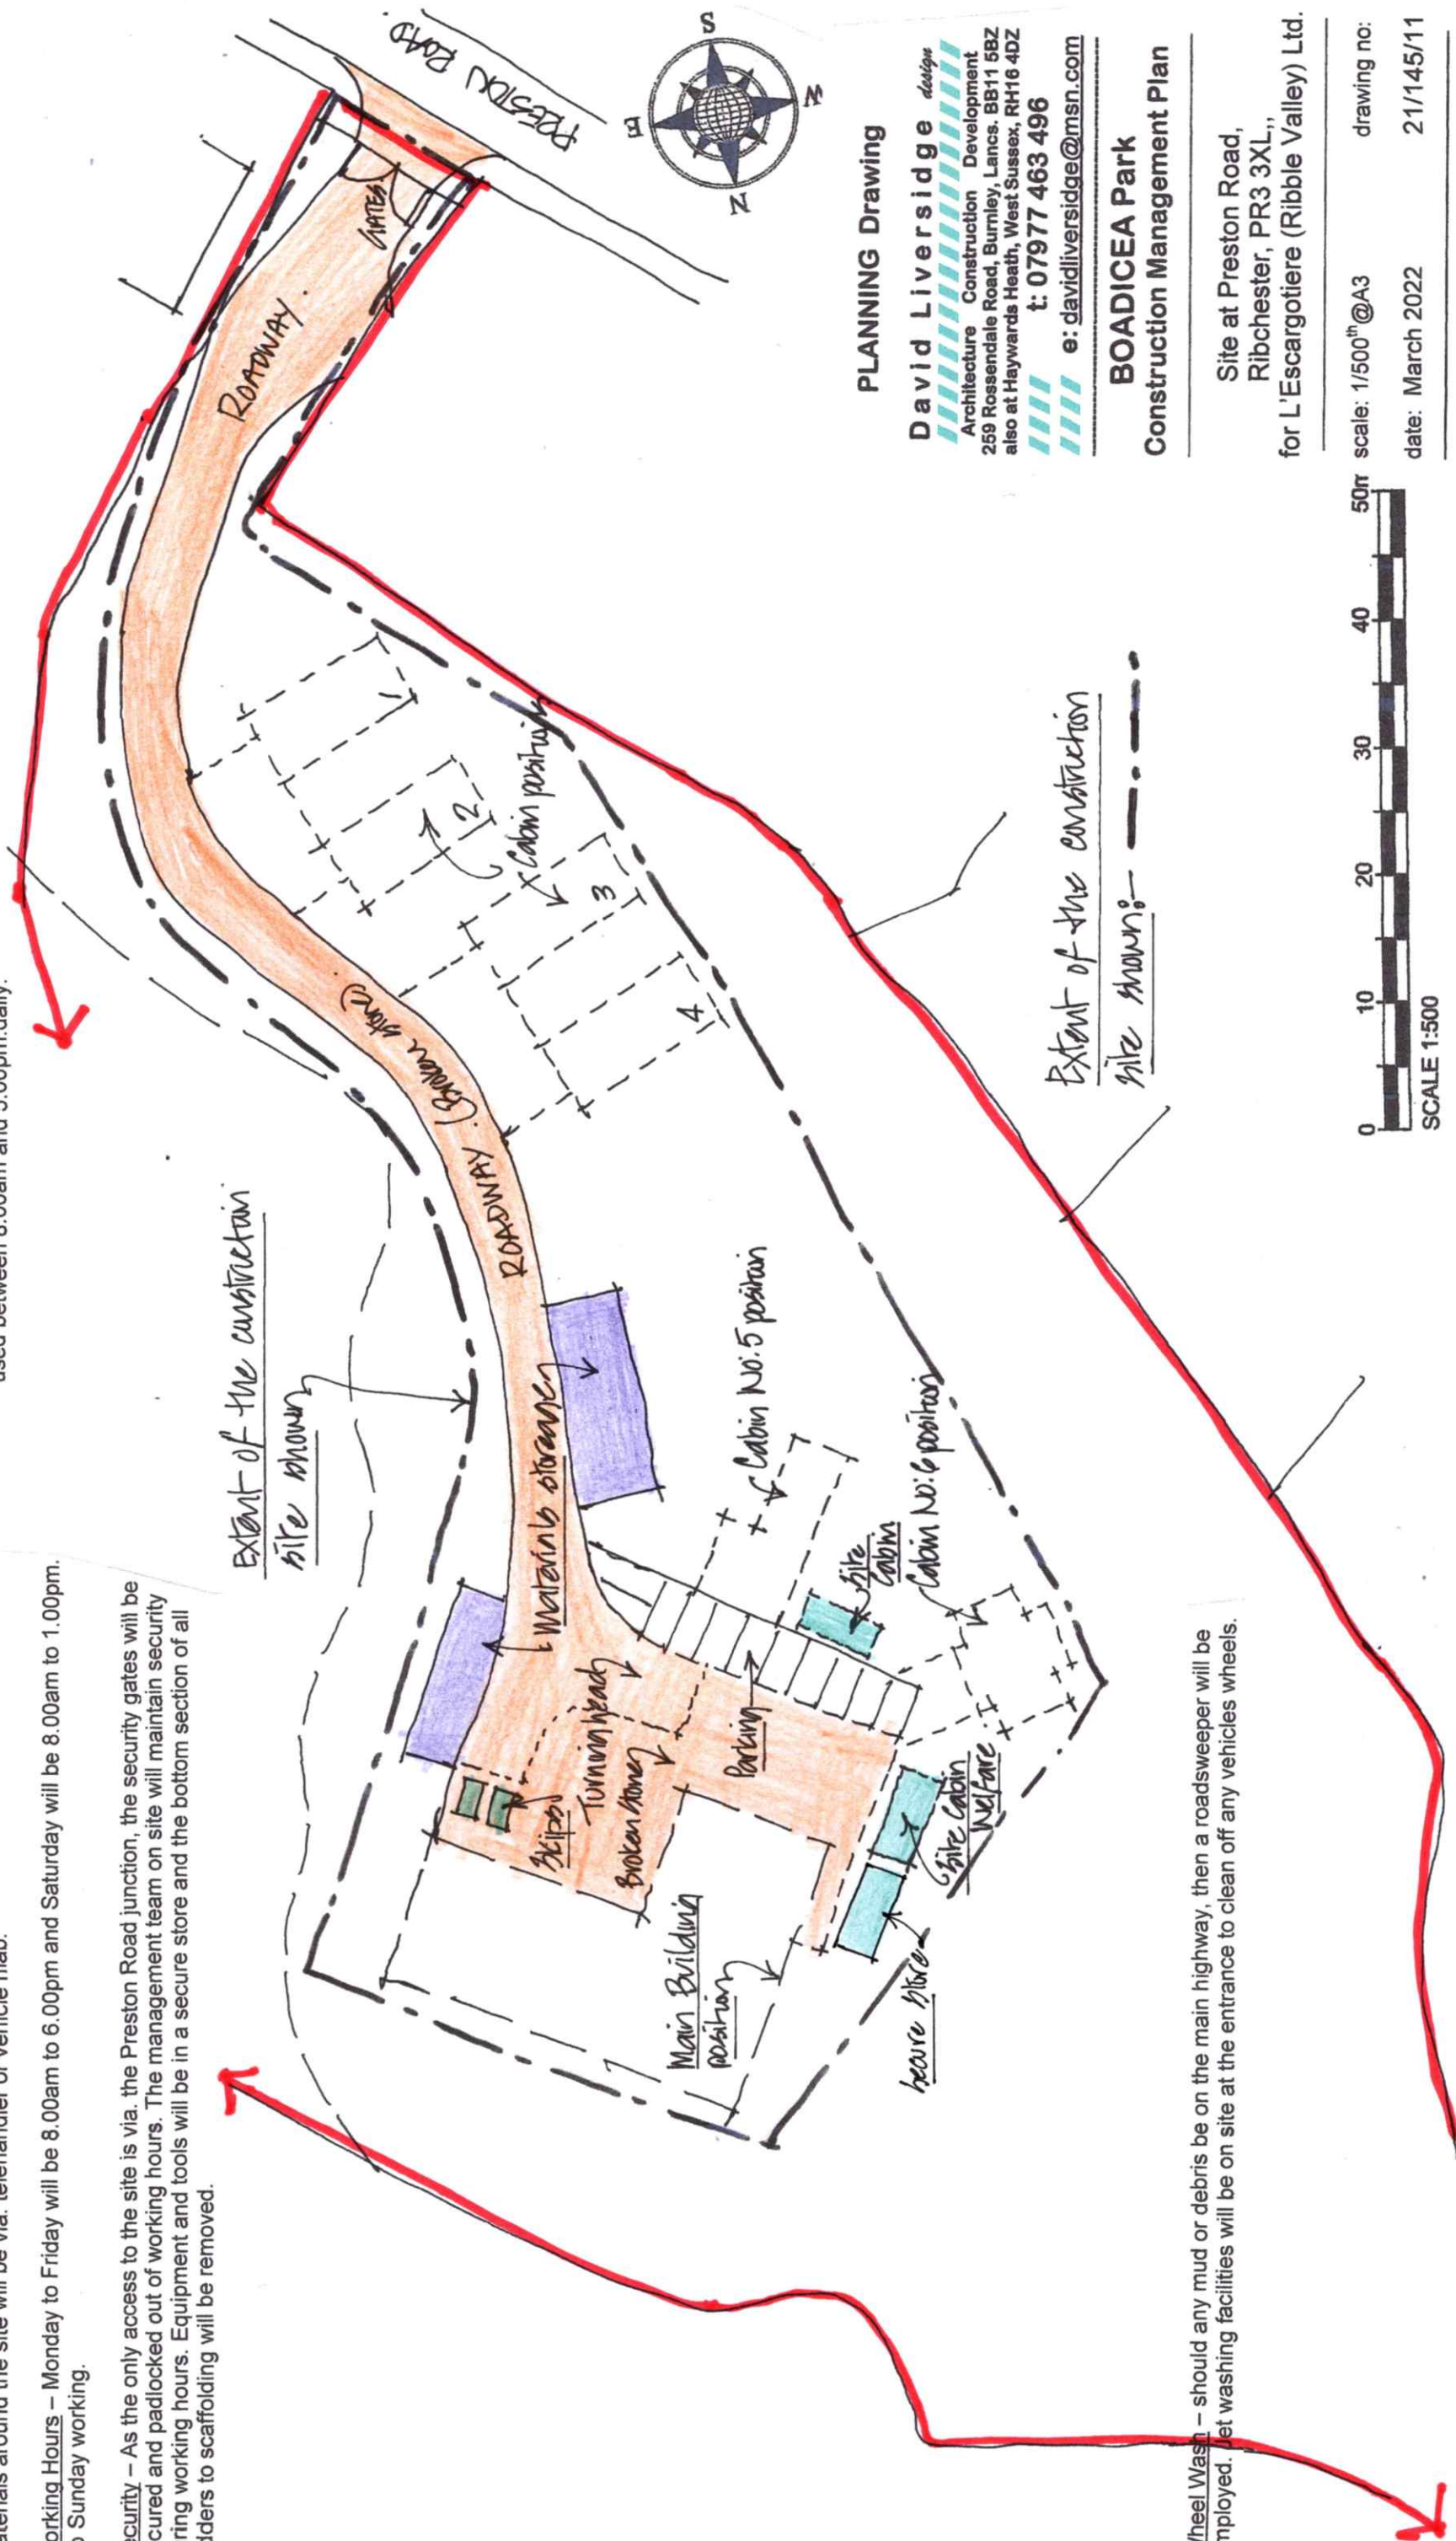 used between 8.00am and 5.00pm.daily.
aterials around the site will be via. telehandler or vehicle hiab.
orking Hours – Monday to Friday will be 8.00am to 6.00pm and Saturday will be 8.00am to 1.00pm.
o Sunday working.
ecurity – As the only access to the site is via. the Preston Road junction, the security gates will be
cured and padlocked out of working hours. The management team on site will maintain security
ring working hours. Equipment and tools will be in a secure store and the bottom section of all
dders to scaffolding will be removed.
Extent of the construction
site shown
PRESTON ROAD
GATES.
ROADWAY.
(Broken stone).
ROADWAY.
1
2
Cabin position
3
4
Materials storage
Cabin No: 5 position
Site
Cabin
Cabin No: 6 position
Skips
Turning head
Broken stone
Parking
Main Building
position
Site Cabin
Welfare
Secure Store
Extent of the construction
site shown:-
Wheel Wash – should any mud or debris be on the main highway, then a roadsweeper will be
mployed. Jet washing facilities will be on site at the entrance to clean off any vehicles wheels.
N
E
S
W
PLANNING Drawing
David Liversidge design
Architecture Construction Development
259 Rossendale Road, Burnley, Lancs. BB11 5BZ
also at Haywards Heath, West Sussex, RH16 4DZ
t: 07977 463 496
e: davidliversidge@msn.com
BOADICEA Park
Construction Management Plan
Site at Preston Road,
Ribchester, PR3 3XL,,
for L'Escargotiere (Ribble Valley) Ltd.
scale: 1/500th@A3 drawing no:
date: March 2022 21/145/11
0 10 20 30 40 50m
SCALE 1:500